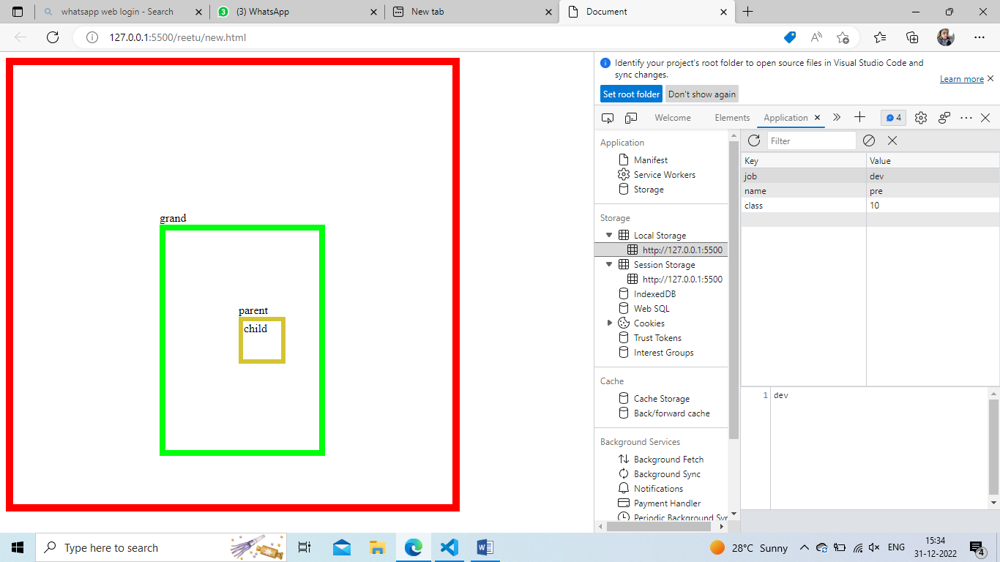 whatsapp web login - Search
3
(3) WhatsApp
New tab
Document
127.0.0.1:5500/reetu/new.html
grand
parent
child
Identify your project's root folder to open source files in Visual Studio Code and
sync changes.
Learn more
Set root folder
Don't show again
Welcome
Elements
Application
4
Application
Manifest
Service Workers
Storage
Storage
Local Storage
http://127.0.0.1:5500
Session Storage
http://127.0.0.1:5500
IndexedDB
Web SQL
Cookies
Trust Tokens
Interest Groups
Cache
Cache Storage
Back/forward cache
Background Services
Background Fetch
Background Sync
Notifications
Payment Handler
Periodic Background Syn
Filter
Key Value
job dev
name pre
class 10
1 dev
Type here to search
28°C Sunny
ENG
15:34
31-12-2022
4